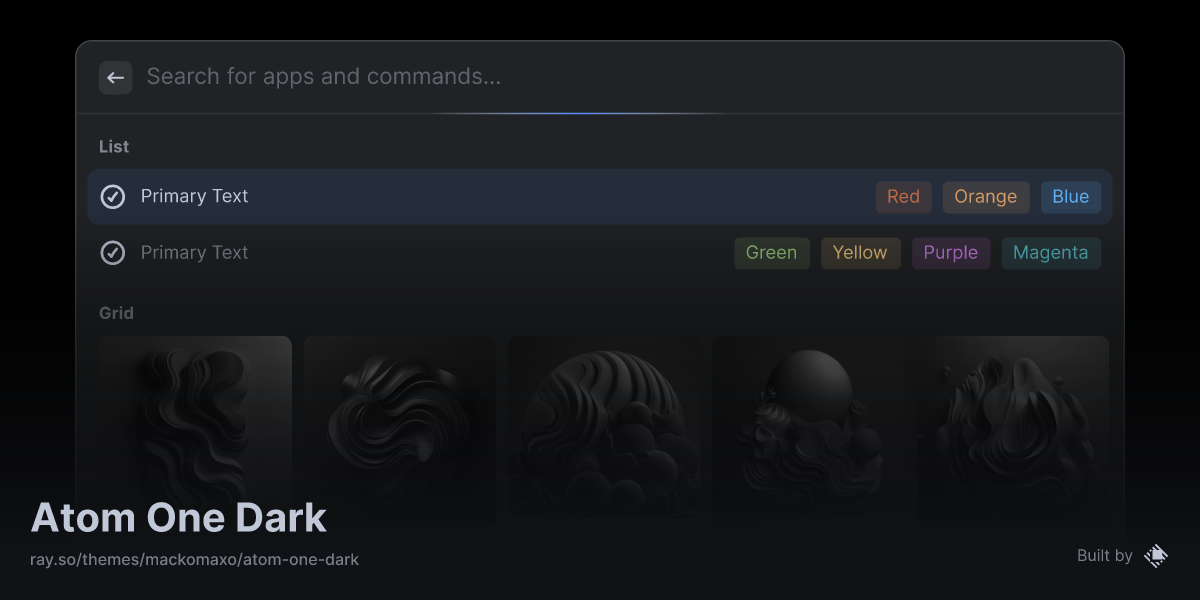 Search for apps and commands...
List
Primary Text Red Orange Blue
Primary Text Green Yellow Purple Magenta
Grid
Atom One Dark
ray.so/themes/mackomaxo/atom-one-dark
Built by